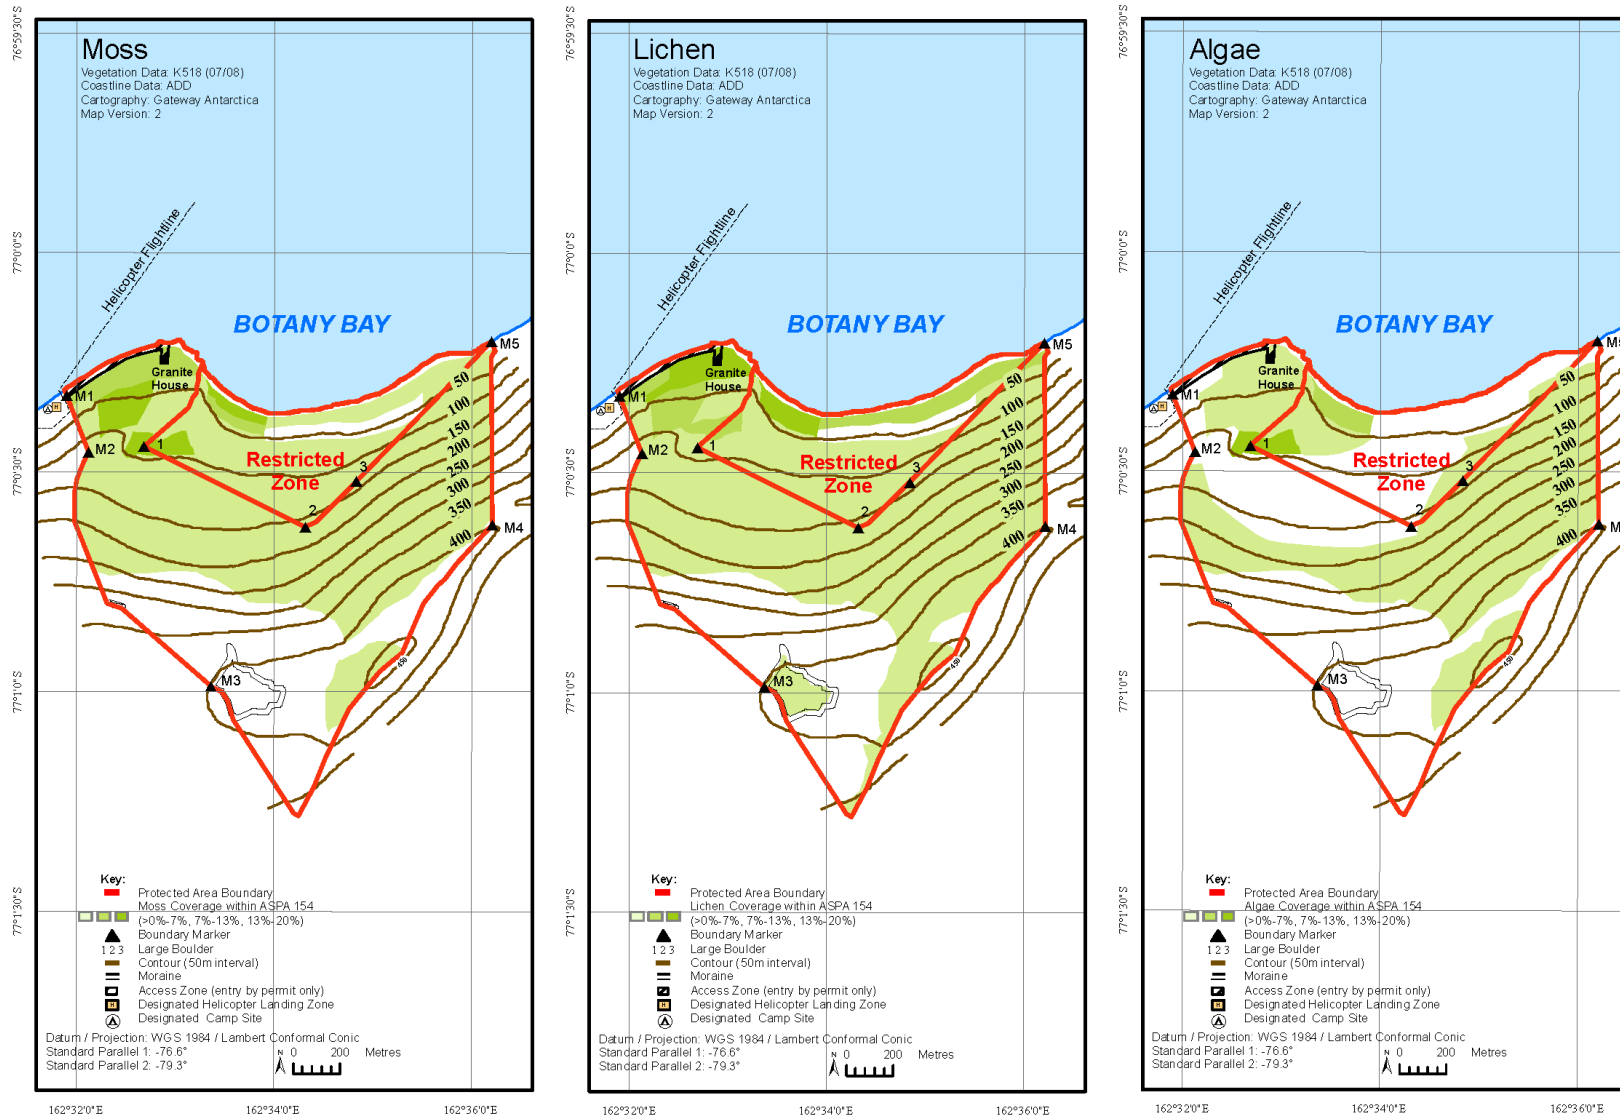 Moss
Vegetation Data: K518 (07/08)
Coastline Data: ADD
Cartography: Gateway Antarctica
Map Version: 2
76°59'30"S
77°0'0"S
77°0'30"S
77°1'0"S
77°1'30"S
Helicopter Flightline
BOTANY BAY
Granite
House
M1
M2
M3
M4
M5
1
2
3
Restricted
Zone
50
100
150
200
250
300
350
400
450
H
Key:
Protected Area Boundary
Moss Coverage within ASPA 154
(>0%-7%, 7%-13%, 13%-20%)
Boundary Marker
1 2 3 Large Boulder
Contour (50m interval)
Moraine
Access Zone (entry by permit only)
H Designated Helicopter Landing Zone
Designated Camp Site
Datum / Projection: WGS 1984 / Lambert Conformal Conic
Standard Parallel 1: -76.6°
Standard Parallel 2: -79.3°
N 0 200 Metres
162°32'0"E 162°34'0"E 162°36'0"E
Lichen
Vegetation Data: K518 (07/08)
Coastline Data: ADD
Cartography: Gateway Antarctica
Map Version: 2
76°59'30"S
77°0'0"S
77°0'30"S
77°1'0"S
77°1'30"S
Helicopter Flightline
BOTANY BAY
Granite
House
M1
M2
M3
M4
M5
1
2
3
Restricted
Zone
50
100
150
200
250
300
350
400
450
H
Key:
Protected Area Boundary
Lichen Coverage within ASPA 154
(>0%-7%, 7%-13%, 13%-20%)
Boundary Marker
1 2 3 Large Boulder
Contour (50m interval)
Moraine
Access Zone (entry by permit only)
H Designated Helicopter Landing Zone
Designated Camp Site
Datum / Projection: WGS 1984 / Lambert Conformal Conic
Standard Parallel 1: -76.6°
Standard Parallel 2: -79.3°
N 0 200 Metres
162°32'0"E 162°34'0"E 162°36'0"E
Algae
Vegetation Data: K518 (07/08)
Coastline Data: ADD
Cartography: Gateway Antarctica
Map Version: 2
76°59'30"S
77°0'0"S
77°0'30"S
77°1'0"S
77°1'30"S
Helicopter Flightline
BOTANY BAY
Granite
House
M1
M2
M3
1
2
3
Restricted
Zone
50
100
150
200
250
300
350
400
450
H
Key:
Protected Area Boundary
Algae Coverage within ASPA 154
(>0%-7%, 7%-13%, 13%-20%)
Boundary Marker
1 2 3 Large Boulder
Contour (50m interval)
Moraine
Access Zone (entry by permit only)
H Designated Helicopter Landing Zone
Designated Camp Site
Datum / Projection: WGS 1984 / Lambert Conformal Conic
Standard Parallel 1: -76.6°
Standard Parallel 2: -79.3°
N 0 200 Metres
162°32'0"E 162°34'0"E 162°36'0"E